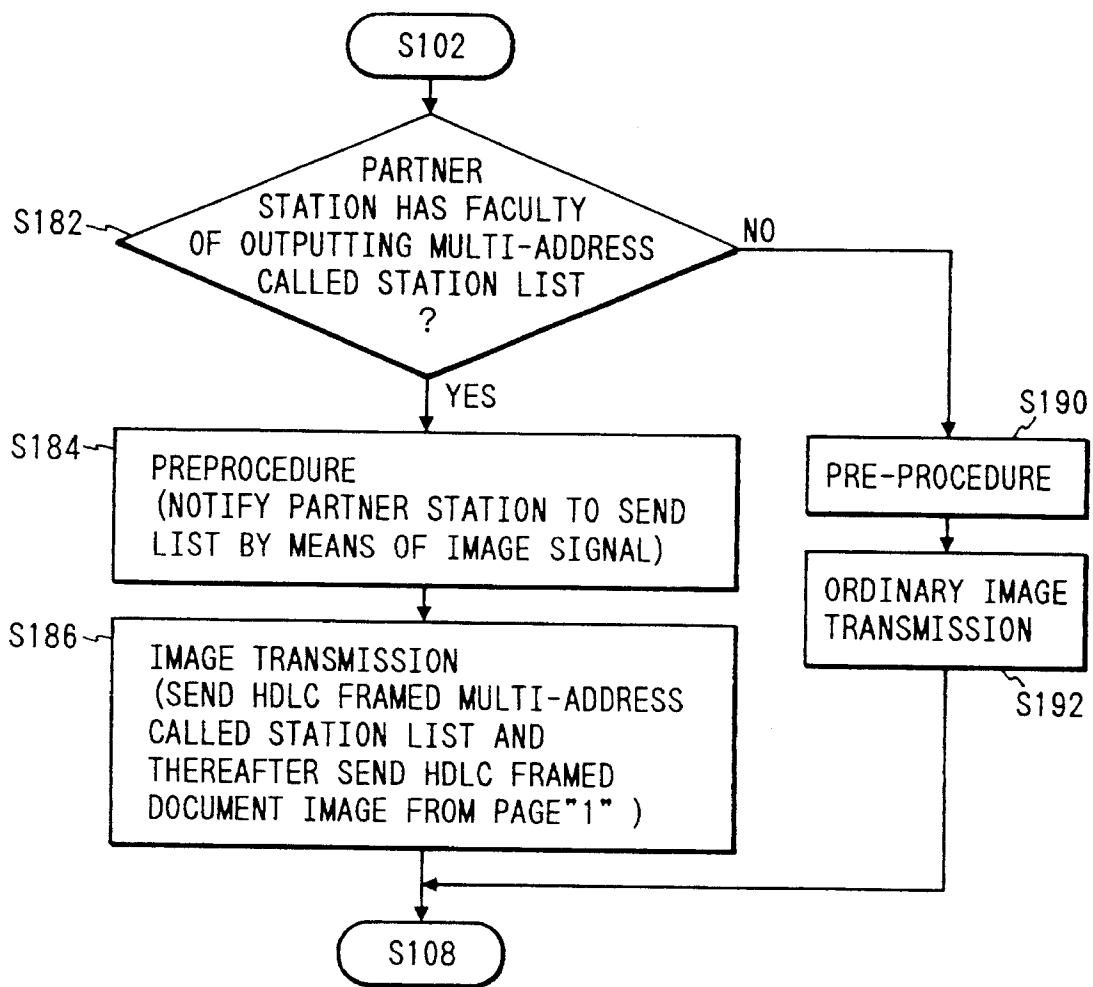 S102
PARTNER
STATION HAS FACULTY
OF OUTPUTTING MULTI-ADDRESS
CALLED STATION LIST
?
S182
NO
YES
S184
PREPROCEDURE
(NOTIFY PARTNER STATION TO SEND
LIST BY MEANS OF IMAGE SIGNAL)
S190
PRE-PROCEDURE
ORDINARY IMAGE
TRANSMISSION
S192
S186
IMAGE TRANSMISSION
(SEND HDLC FRAMED MULTI-ADDRESS
CALLED STATION LIST AND
THEREAFTER SEND HDLC FRAMED
DOCUMENT IMAGE FROM PAGE"1" )
S108